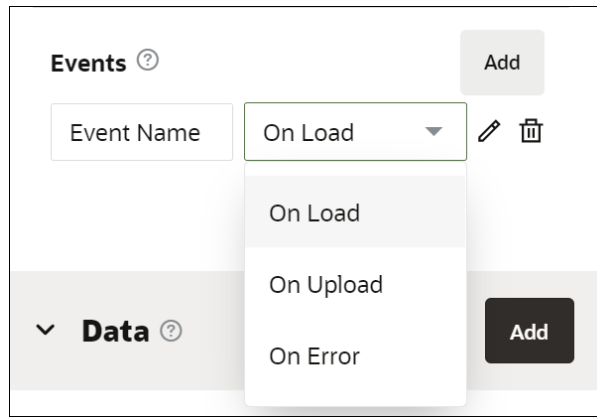 Events
Add
Event Name
On Load
On Load
On Upload
Data
Add
On Error